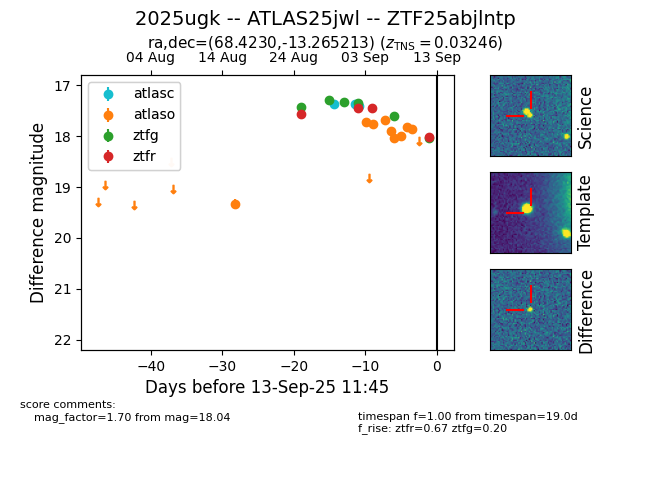 2025ugk -- ATLAS25jwl -- ZTF25abjlntp
ra,dec=(68.4230,-13.265213) (z_TNS = 0.03246)
04 Aug 14 Aug 24 Aug 03 Sep 13 Sep
17
18
19
20
21
22
Difference magnitude
atlasc
atlaso
ztfg
ztfr
−40 −30 −20 −10 0
Days before 13-Sep-25 11:45
Science
Template
Difference
score comments:
mag_factor=1.70 from mag=18.04
timespan f=1.00 from timespan=19.0d
f_rise: ztfr=0.67 ztfg=0.20